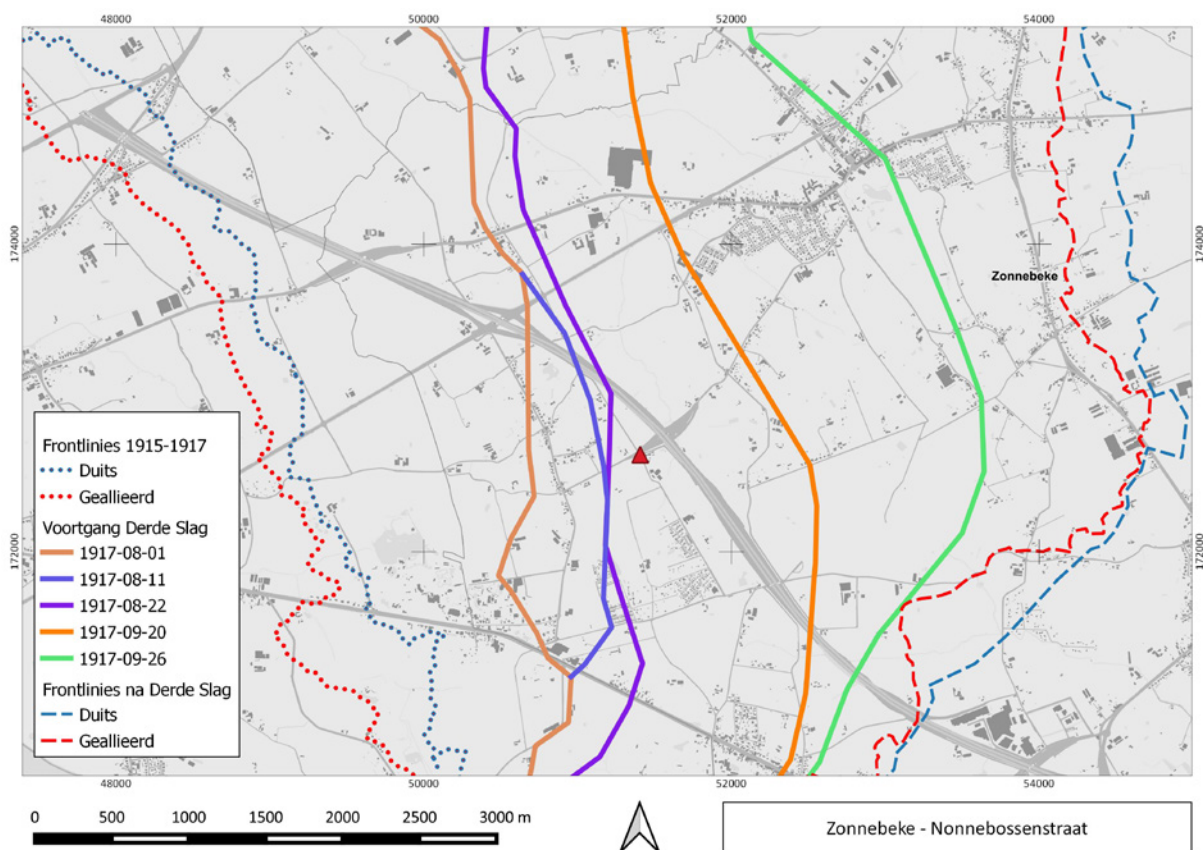 48000 50000 52000 54000
174000 174000
Zonnebeke
Frontlinies 1915-1917
Duits
Geallieerd
Voortgang Derde Slag
1917-08-01
1917-08-11
1917-08-22
1917-09-20
1917-09-26
Frontlinies na Derde Slag
Duits
Geallieerd
172000 172000
48000 50000 52000 54000
0 500 1000 1500 2000 2500 3000 m
Zonnebeke - Nonnebossenstraat